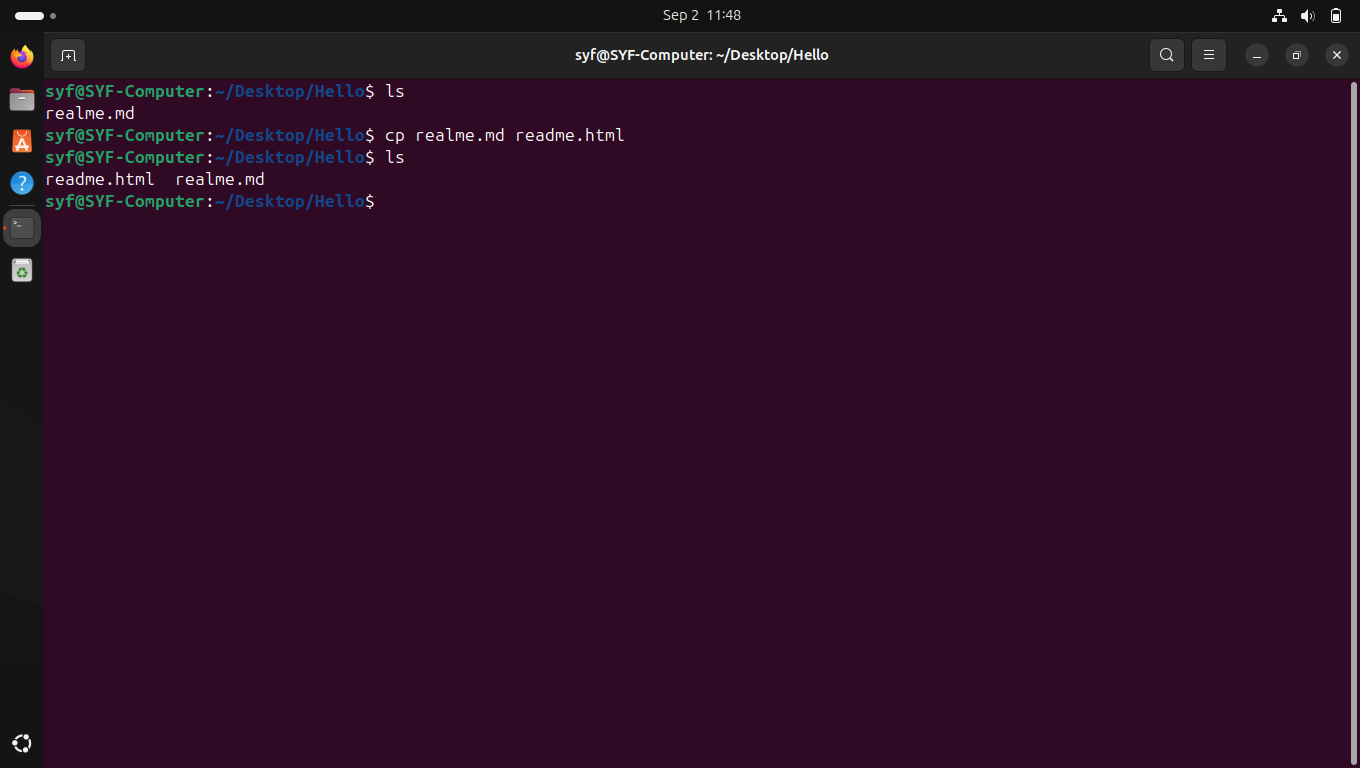 Sep 2 11:48
syf@SYF-Computer: ~/Desktop/Hello
syf@SYF-Computer:~/Desktop/Hello$ ls
realme.md
syf@SYF-Computer:~/Desktop/Hello$ cp realme.md readme.html
syf@SYF-Computer:~/Desktop/Hello$ ls
readme.html  realme.md
syf@SYF-Computer:~/Desktop/Hello$